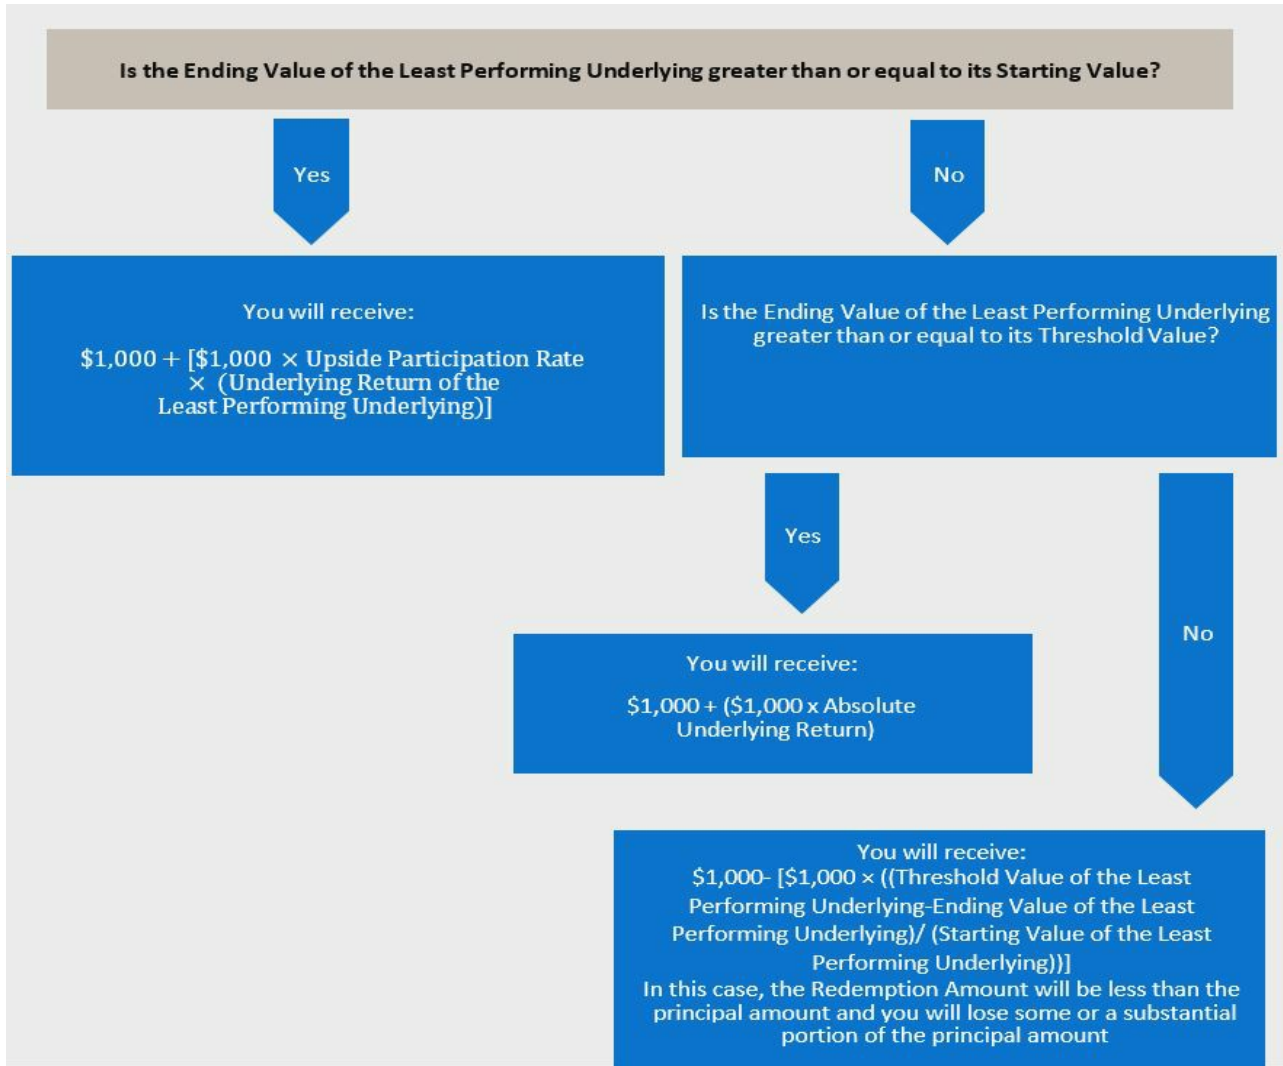 Is the Ending Value of the Least Performing Underlying greater than or equal to its Starting Value?
Yes
No
You will receive:
$1,000 + [$1,000 × Upside Participation Rate
× (Underlying Return of the
Least Performing Underlying)]
Is the Ending Value of the Least Performing Underlying
greater than or equal to its Threshold Value?
Yes
No
You will receive:
$1,000 + ($1,000 x Absolute
Underlying Return)
You will receive:
$1,000- [$1,000 × ((Threshold Value of the Least
Performing Underlying-Ending Value of the Least
Performing Underlying)/ (Starting Value of the Least
Performing Underlying))]
In this case, the Redemption Amount will be less than the
principal amount and you will lose some or a substantial
portion of the principal amount